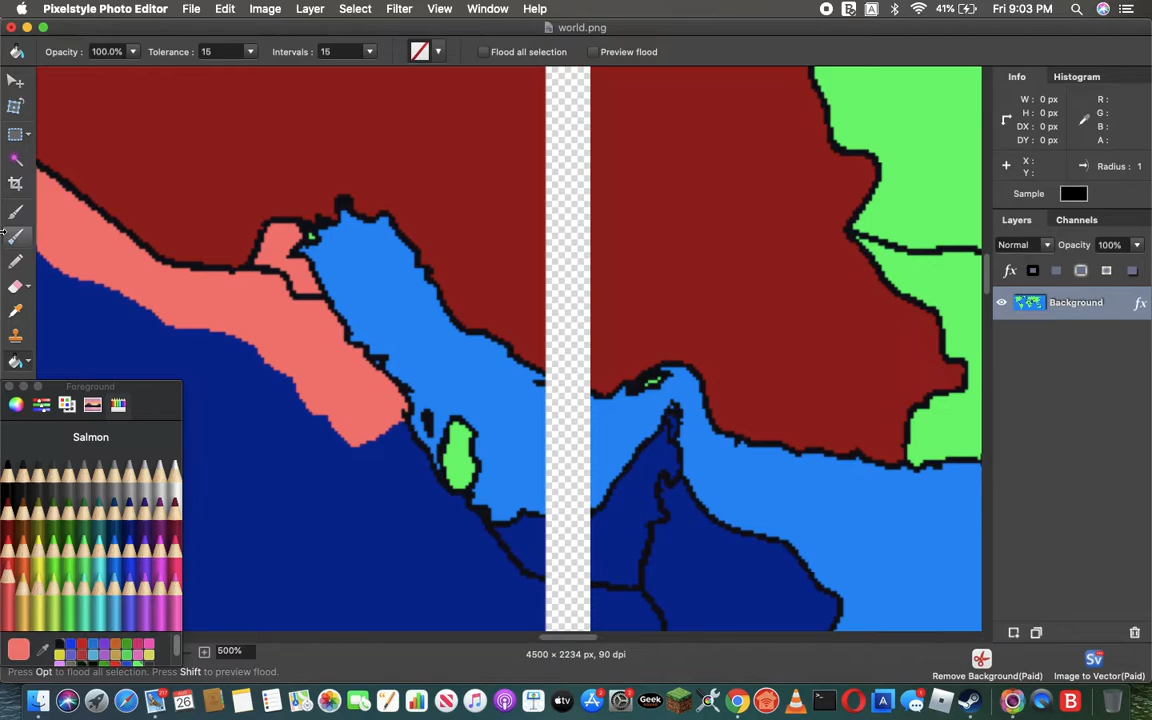 Pixelstyle Photo Editor File Edit Image Layer Select Filter View Window Help 41% Fri 9:03 PM
world.png
Opacity : 100.0% Tolerance : 15 Intervals : 15 Flood all selection Preview flood
Info Histogram
W : 0 px R :
H : 0 px G :
DX : 0 px B :
DY : 0 px A :
X :
Y : Radius : 1
Sample
Layers Channels
Normal Opacity 100%
fx
Background fx
Foreground
Salmon
500%
4500 × 2234 px, 90 dpi
Press Opt to flood all selection. Press Shift to preview flood.
Sv
Remove Background(Paid) Image to Vector(Paid)